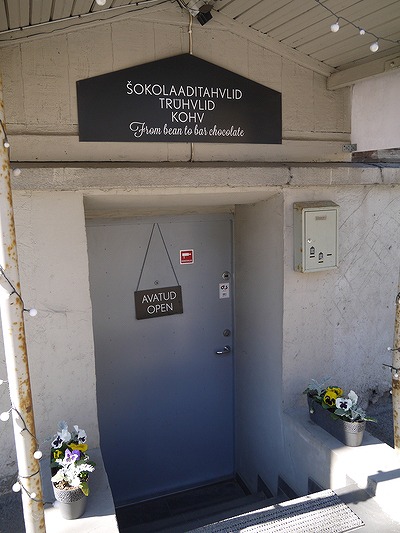 ŠOKOLAADITAHVLID
TRÜHVLID
KOHV
From bean to bar chocolate
AVATUD
OPEN